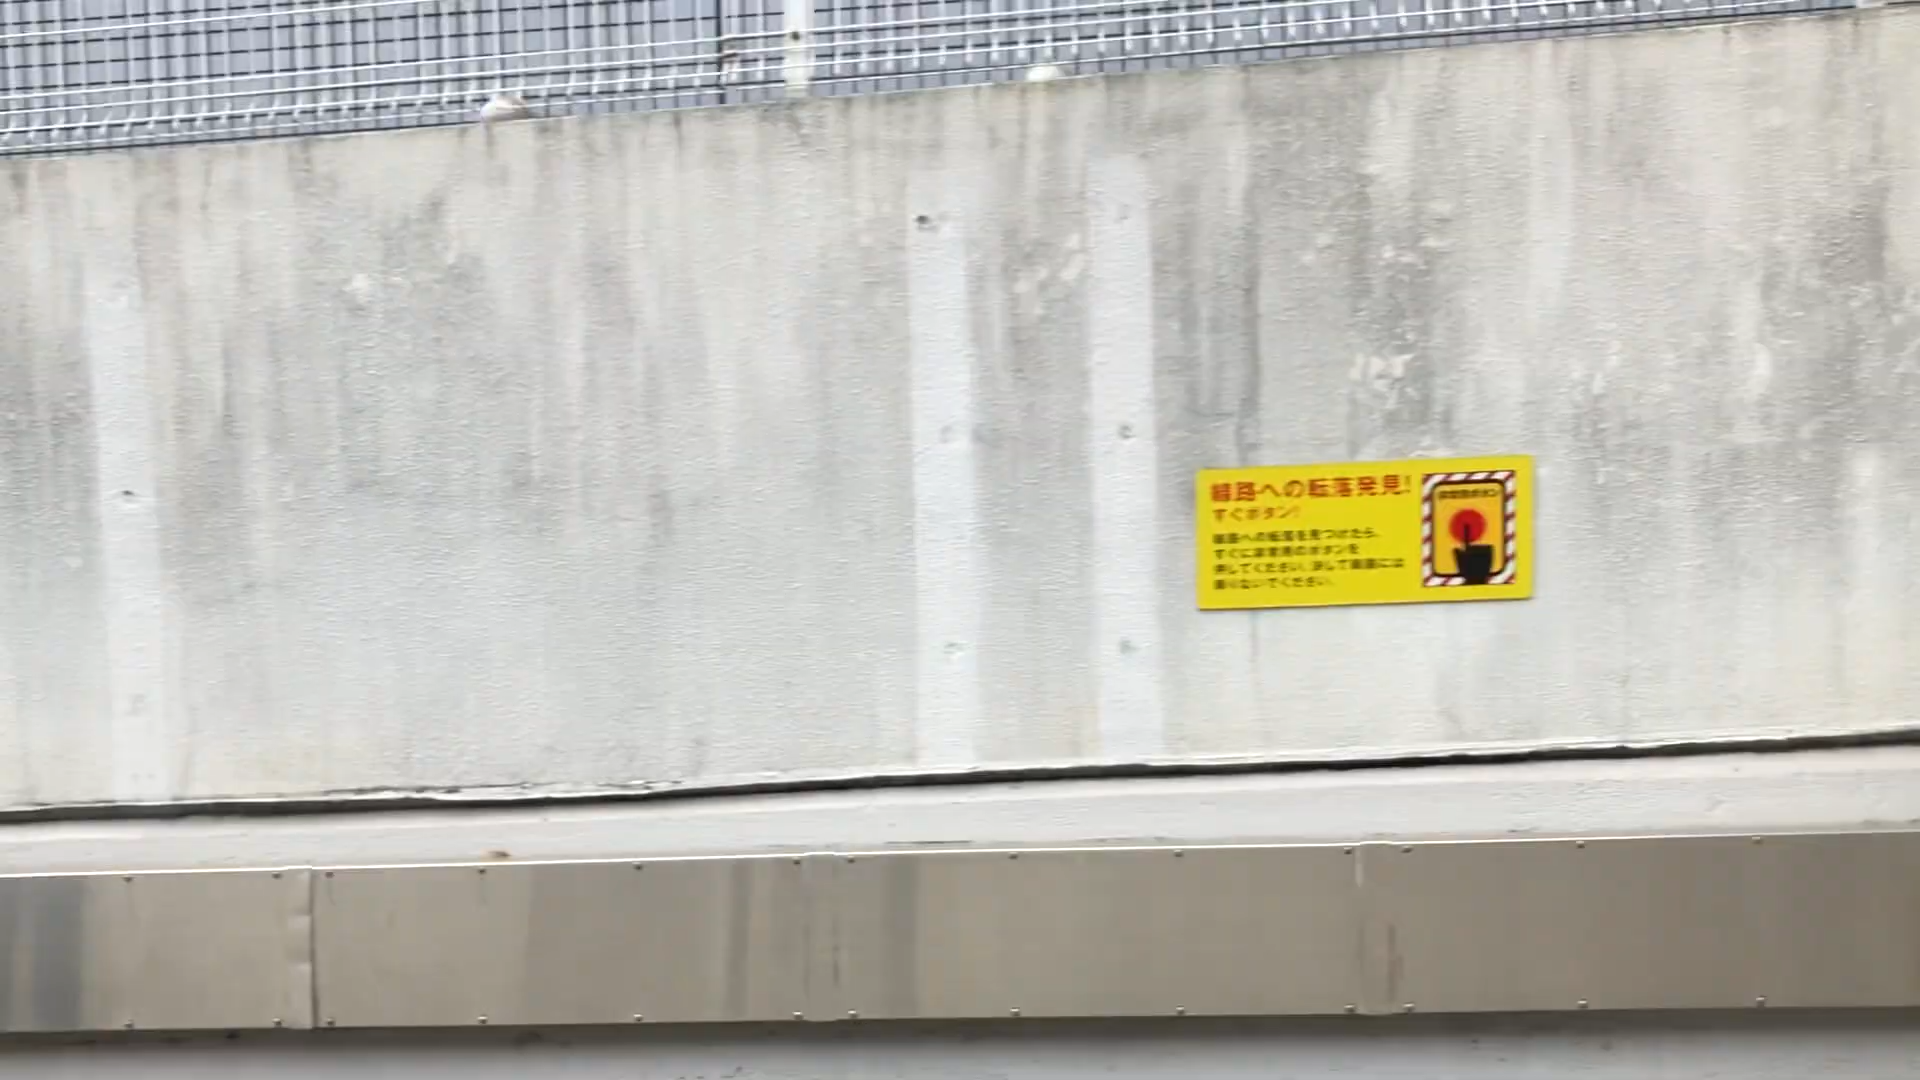 線路への転落発見!
すぐボタン!
線路への転落を見つけたら、
すぐに非常用のボタンを
押してください。決して線路には
降りないでください。